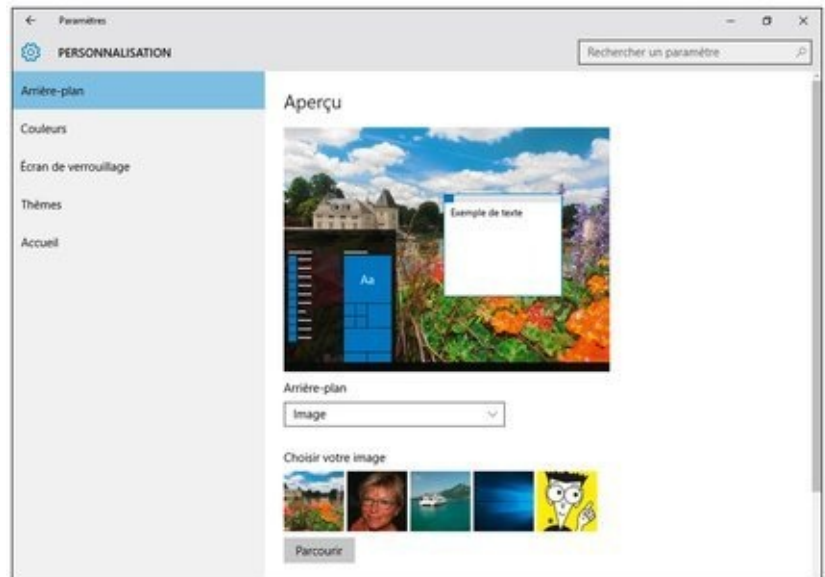 Paramètres
PERSONNALISATION
Rechercher un paramètre
Arrière-plan
Couleurs
Écran de verrouillage
Thèmes
Accueil
Aperçu
Exemple de texte
Aa
Arrière-plan
Image
Choisir votre image
Parcourir